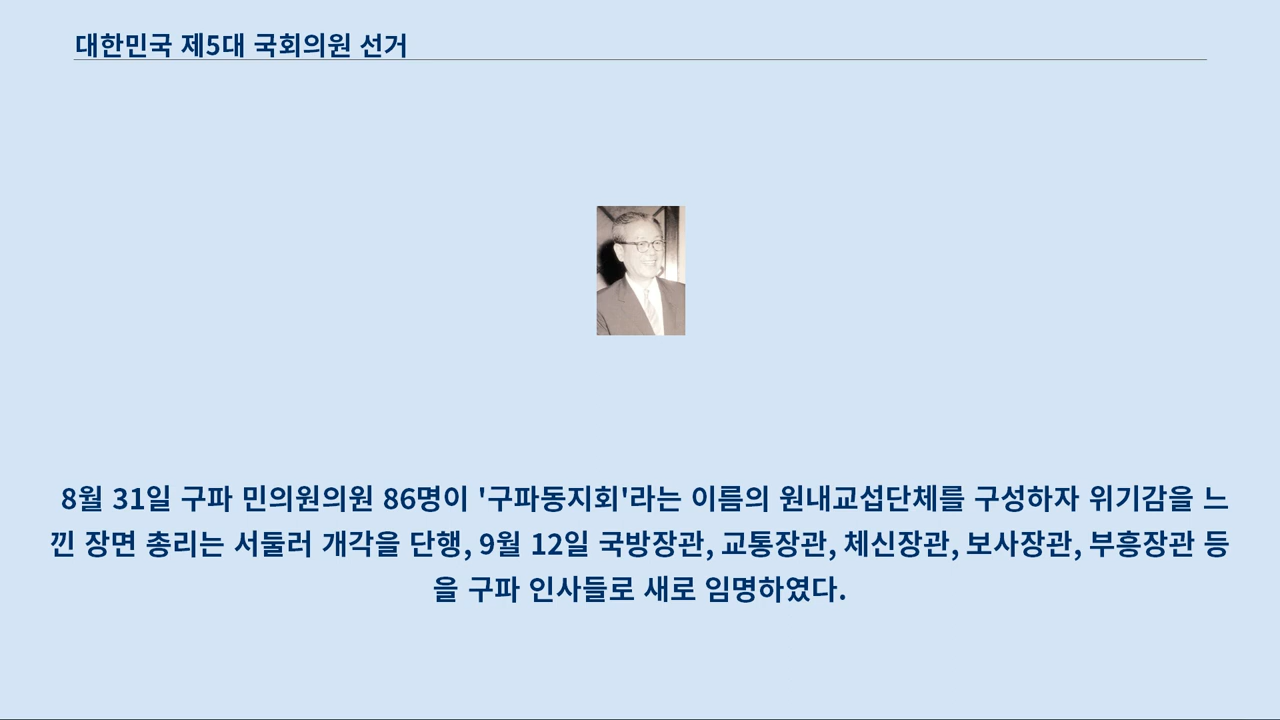 대한민국 제5대 국회의원 선거
8월 31일 구파 민의원의원 86명이 '구파동지회'라는 이름의 원내교섭단체를 구성하자 위기감을 느
낀 장면 총리는 서둘러 개각을 단행, 9월 12일 국방장관, 교통장관, 체신장관, 보사장관, 부흥장관 등
을 구파 인사들로 새로 임명하였다.